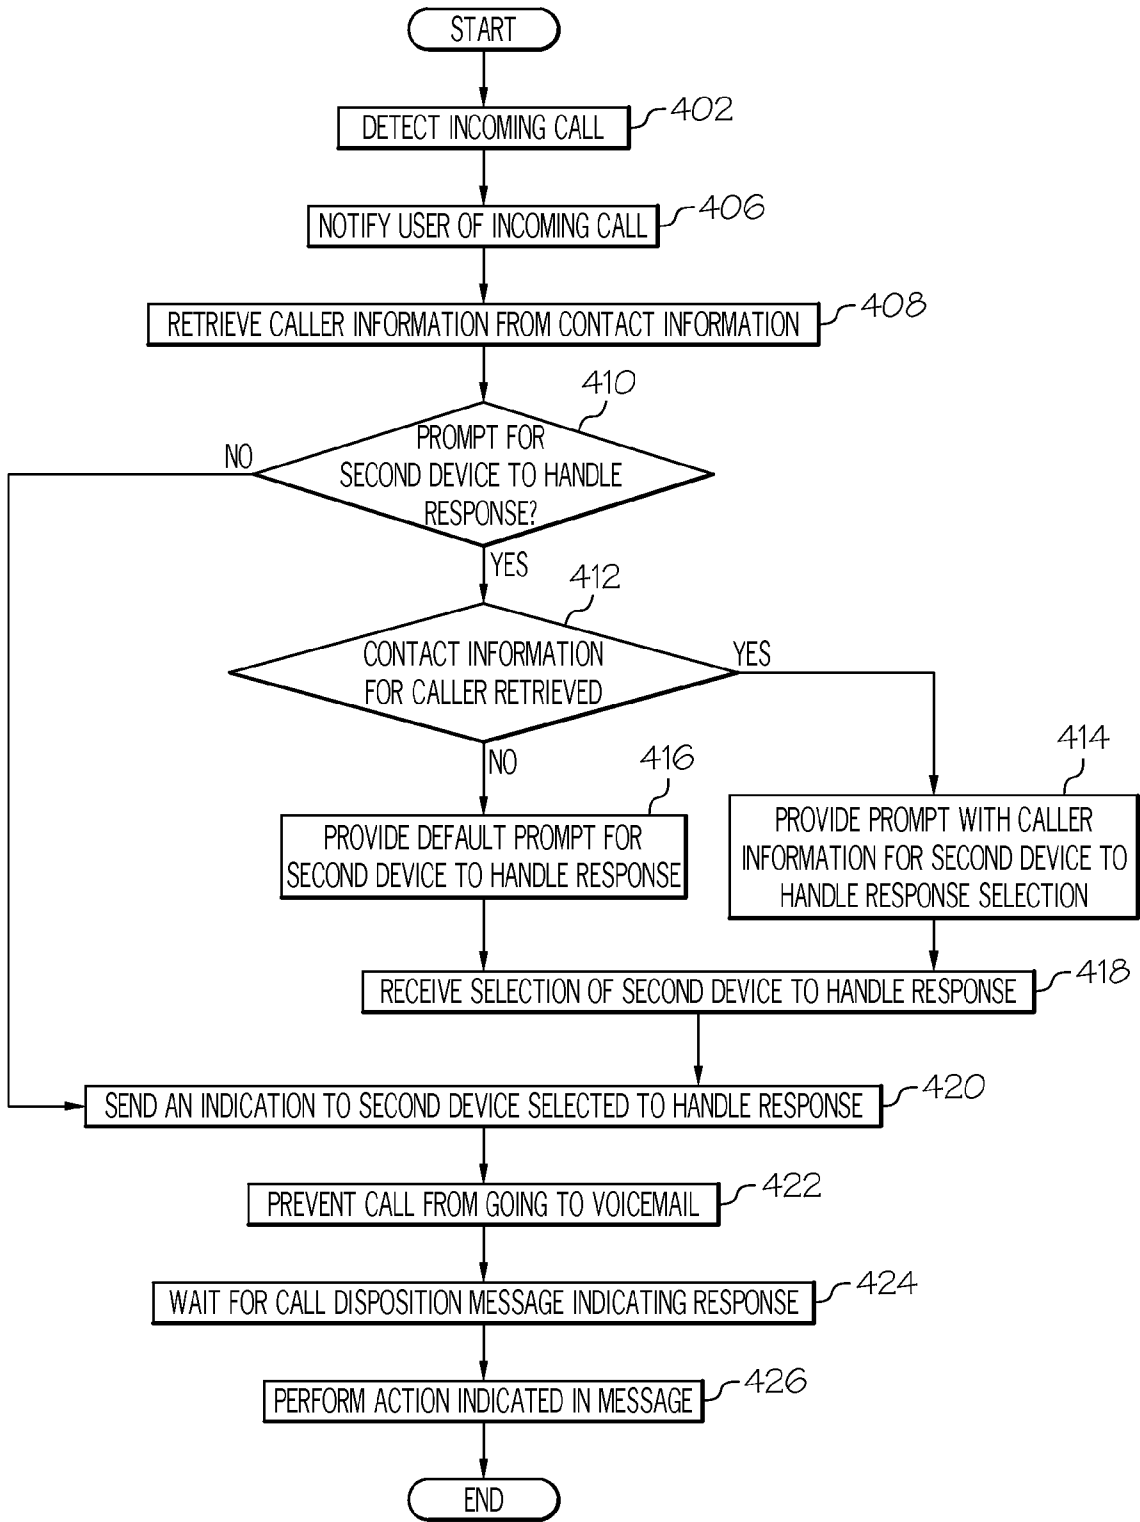 START
DETECT INCOMING CALL
402
NOTIFY USER OF INCOMING CALL
406
RETRIEVE CALLER INFORMATION FROM CONTACT INFORMATION
408
410
PROMPT FOR
SECOND DEVICE TO HANDLE
RESPONSE?
NO
YES
412
CONTACT INFORMATION
FOR CALLER RETRIEVED
YES
NO
416
PROVIDE DEFAULT PROMPT FOR
SECOND DEVICE TO HANDLE RESPONSE
414
PROVIDE PROMPT WITH CALLER
INFORMATION FOR SECOND DEVICE TO
HANDLE RESPONSE SELECTION
RECEIVE SELECTION OF SECOND DEVICE TO HANDLE RESPONSE
418
SEND AN INDICATION TO SECOND DEVICE SELECTED TO HANDLE RESPONSE
420
PREVENT CALL FROM GOING TO VOICEMAIL
422
WAIT FOR CALL DISPOSITION MESSAGE INDICATING RESPONSE
424
PERFORM ACTION INDICATED IN MESSAGE
426
END